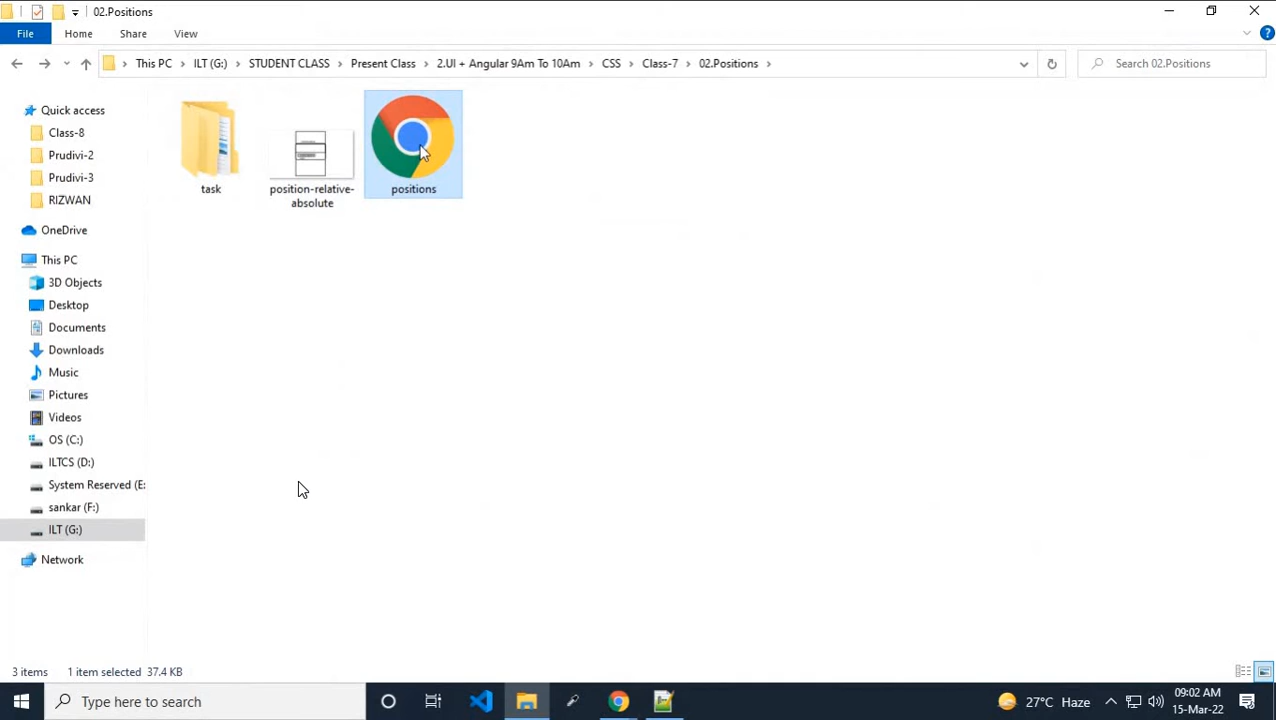 02.Positions
File Home Share View
This PC ILT (G:) STUDENT CLASS Present Class 2.UI + Angular 9Am To 10Am CSS Class-7 02.Positions Search 02.Positions
Quick access
Class-8
Prudivi-2
Prudivi-3
RIZWAN
OneDrive
This PC
3D Objects
Desktop
Documents
Downloads
Music
Pictures
Videos
OS (C:)
ILTCS (D:)
System Reserved (E:
sankar (F:)
ILT (G:)
Network
task
position-relative-
absolute
positions
3 items 1 item selected 37.4 KB
Type here to search
27°C Haze
09:02 AM
15-Mar-22